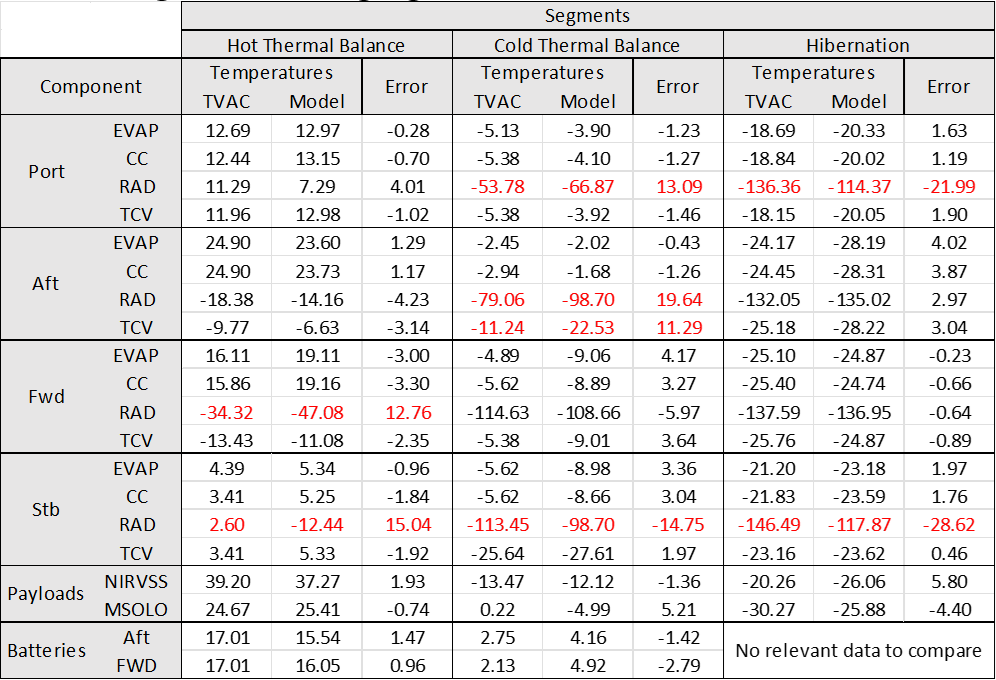 Segments
Hot Thermal Balance Cold Thermal Balance Hibernation
Component Temperatures Error Temperatures Error Temperatures Error
TVAC Model TVAC Model TVAC Model
Port EVAP 12.69 12.97 -0.28 -5.13 -3.90 -1.23 -18.69 -20.33 1.63
CC 12.44 13.15 -0.70 -5.38 -4.10 -1.27 -18.84 -20.02 1.19
RAD 11.29 7.29 4.01 -53.78 -66.87 13.09 -136.36 -114.37 -21.99
TCV 11.96 12.98 -1.02 -5.38 -3.92 -1.46 -18.15 -20.05 1.90
Aft EVAP 24.90 23.60 1.29 -2.45 -2.02 -0.43 -24.17 -28.19 4.02
CC 24.90 23.73 1.17 -2.94 -1.68 -1.26 -24.45 -28.31 3.87
RAD -18.38 -14.16 -4.23 -79.06 -98.70 19.64 -132.05 -135.02 2.97
TCV -9.77 -6.63 -3.14 -11.24 -22.53 11.29 -25.18 -28.22 3.04
Fwd EVAP 16.11 19.11 -3.00 -4.89 -9.06 4.17 -25.10 -24.87 -0.23
CC 15.86 19.16 -3.30 -5.62 -8.89 3.27 -25.40 -24.74 -0.66
RAD -34.32 -47.08 12.76 -114.63 -108.66 -5.97 -137.59 -136.95 -0.64
TCV -13.43 -11.08 -2.35 -5.38 -9.01 3.64 -25.76 -24.87 -0.89
Stb EVAP 4.39 5.34 -0.96 -5.62 -8.98 3.36 -21.20 -23.18 1.97
CC 3.41 5.25 -1.84 -5.62 -8.66 3.04 -21.83 -23.59 1.76
RAD 2.60 -12.44 15.04 -113.45 -98.70 -14.75 -146.49 -117.87 -28.62
TCV 3.41 5.33 -1.92 -25.64 -27.61 1.97 -23.16 -23.62 0.46
Payloads NIRVSS 39.20 37.27 1.93 -13.47 -12.12 -1.36 -20.26 -26.06 5.80
MSOLO 24.67 25.41 -0.74 0.22 -4.99 5.21 -30.27 -25.88 -4.40
Batteries Aft 17.01 15.54 1.47 2.75 4.16 -1.42 No relevant data to compare
FWD 17.01 16.05 0.96 2.13 4.92 -2.79